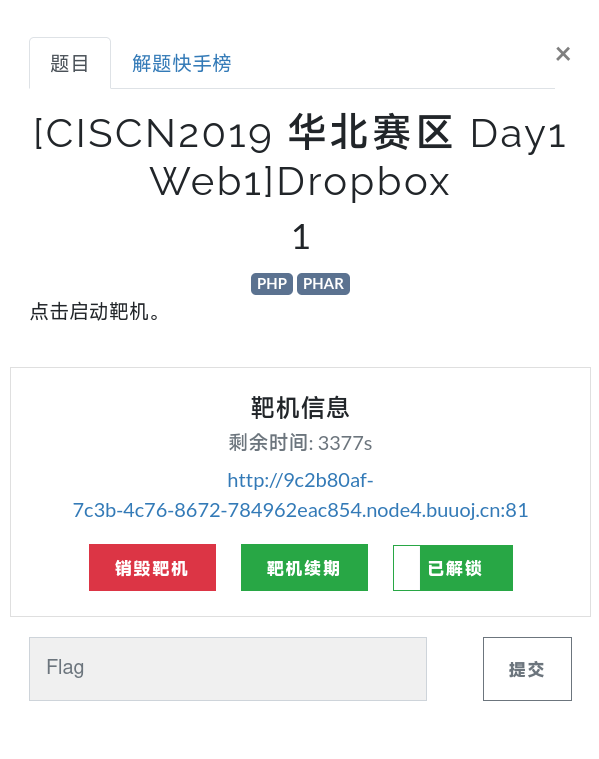 题目 解题快手榜 ×
[CISCN2019 华北赛区 Day1
Web1]Dropbox
1
PHP PHAR
点击启动靶机。
靶机信息
剩余时间: 3377s
http://9c2b80af-
7c3b-4c76-8672-784962eac854.node4.buuoj.cn:81
销毁靶机 靶机续期 已解锁
Flag 提交